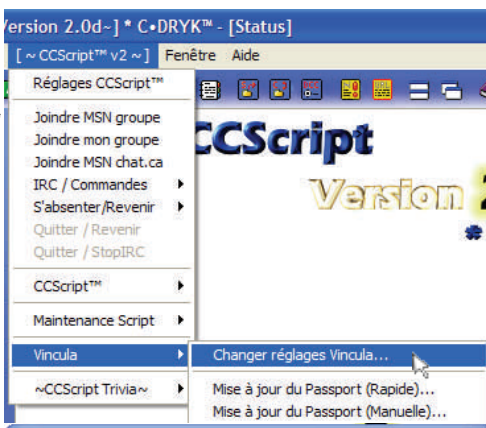 ersion 2.0d~] * C•DRYK™ - [Status]
[ ~ CCScript™ v2 ~ ] Fenêtre Aide
Réglages CCScript™
Joindre MSN groupe
Joindre mon groupe
Joindre MSN chat.ca
IRC / Commandes
S'absenter/Revenir
Quitter / Revenir
Quitter / StopIRC
CCScript™
Maintenance Script
Vincula
~CCScript Trivia~
Changer réglages Vincula...
Mise à jour du Passport (Rapide)...
Mise à jour du Passport (Manuelle)...
CCScript
Version 2
*